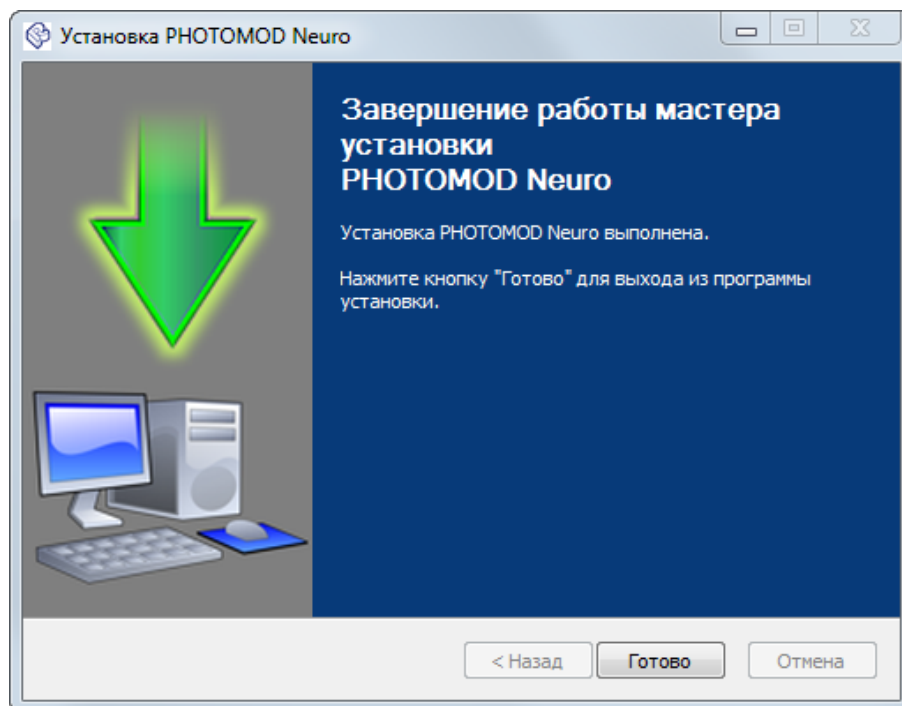 Установка PHOTOMOD Neuro
Завершение работы мастера
установки
PHOTOMOD Neuro
Установка PHOTOMOD Neuro выполнена.
Нажмите кнопку "Готово" для выхода из программы
установки.
< Назад
Готово
Отмена